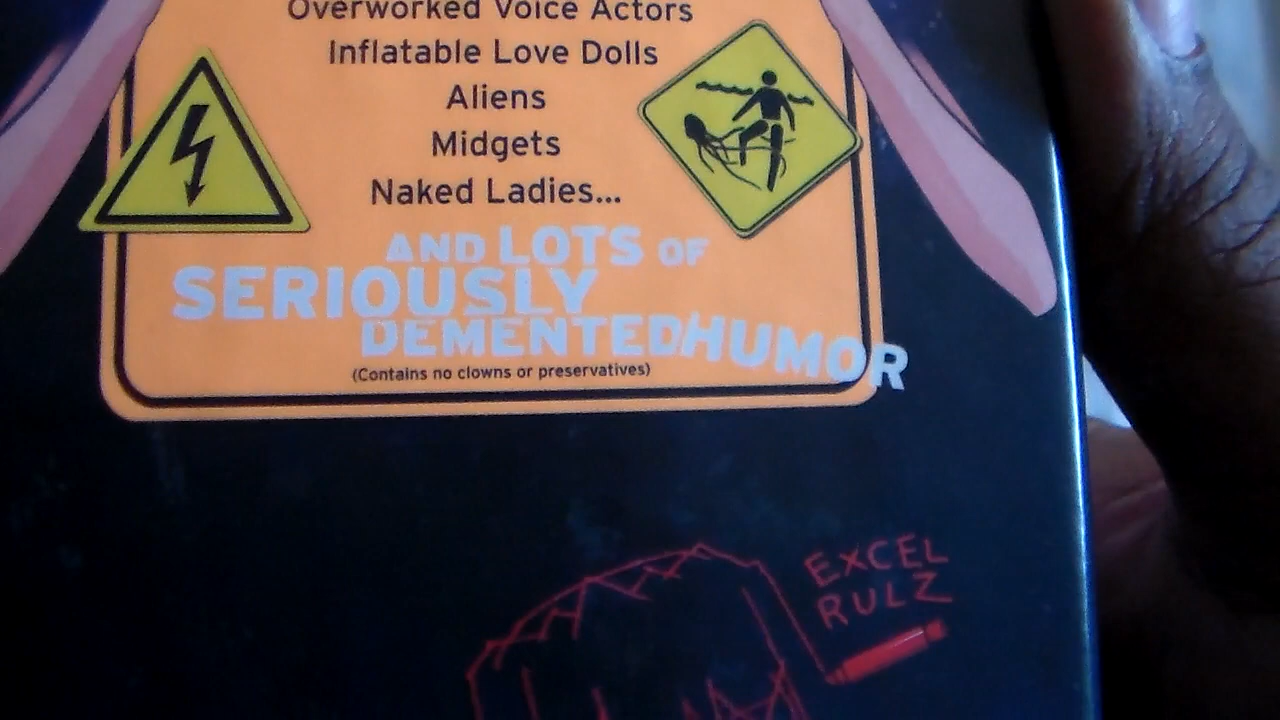 Overworked Voice Actors
Inflatable Love Dolls
Aliens
Midgets
Naked Ladies...
AND LOTS OF
SERIOUSLY
DEMENTED HUMOR
(Contains no clowns or preservatives)
EXCEL
RULZ